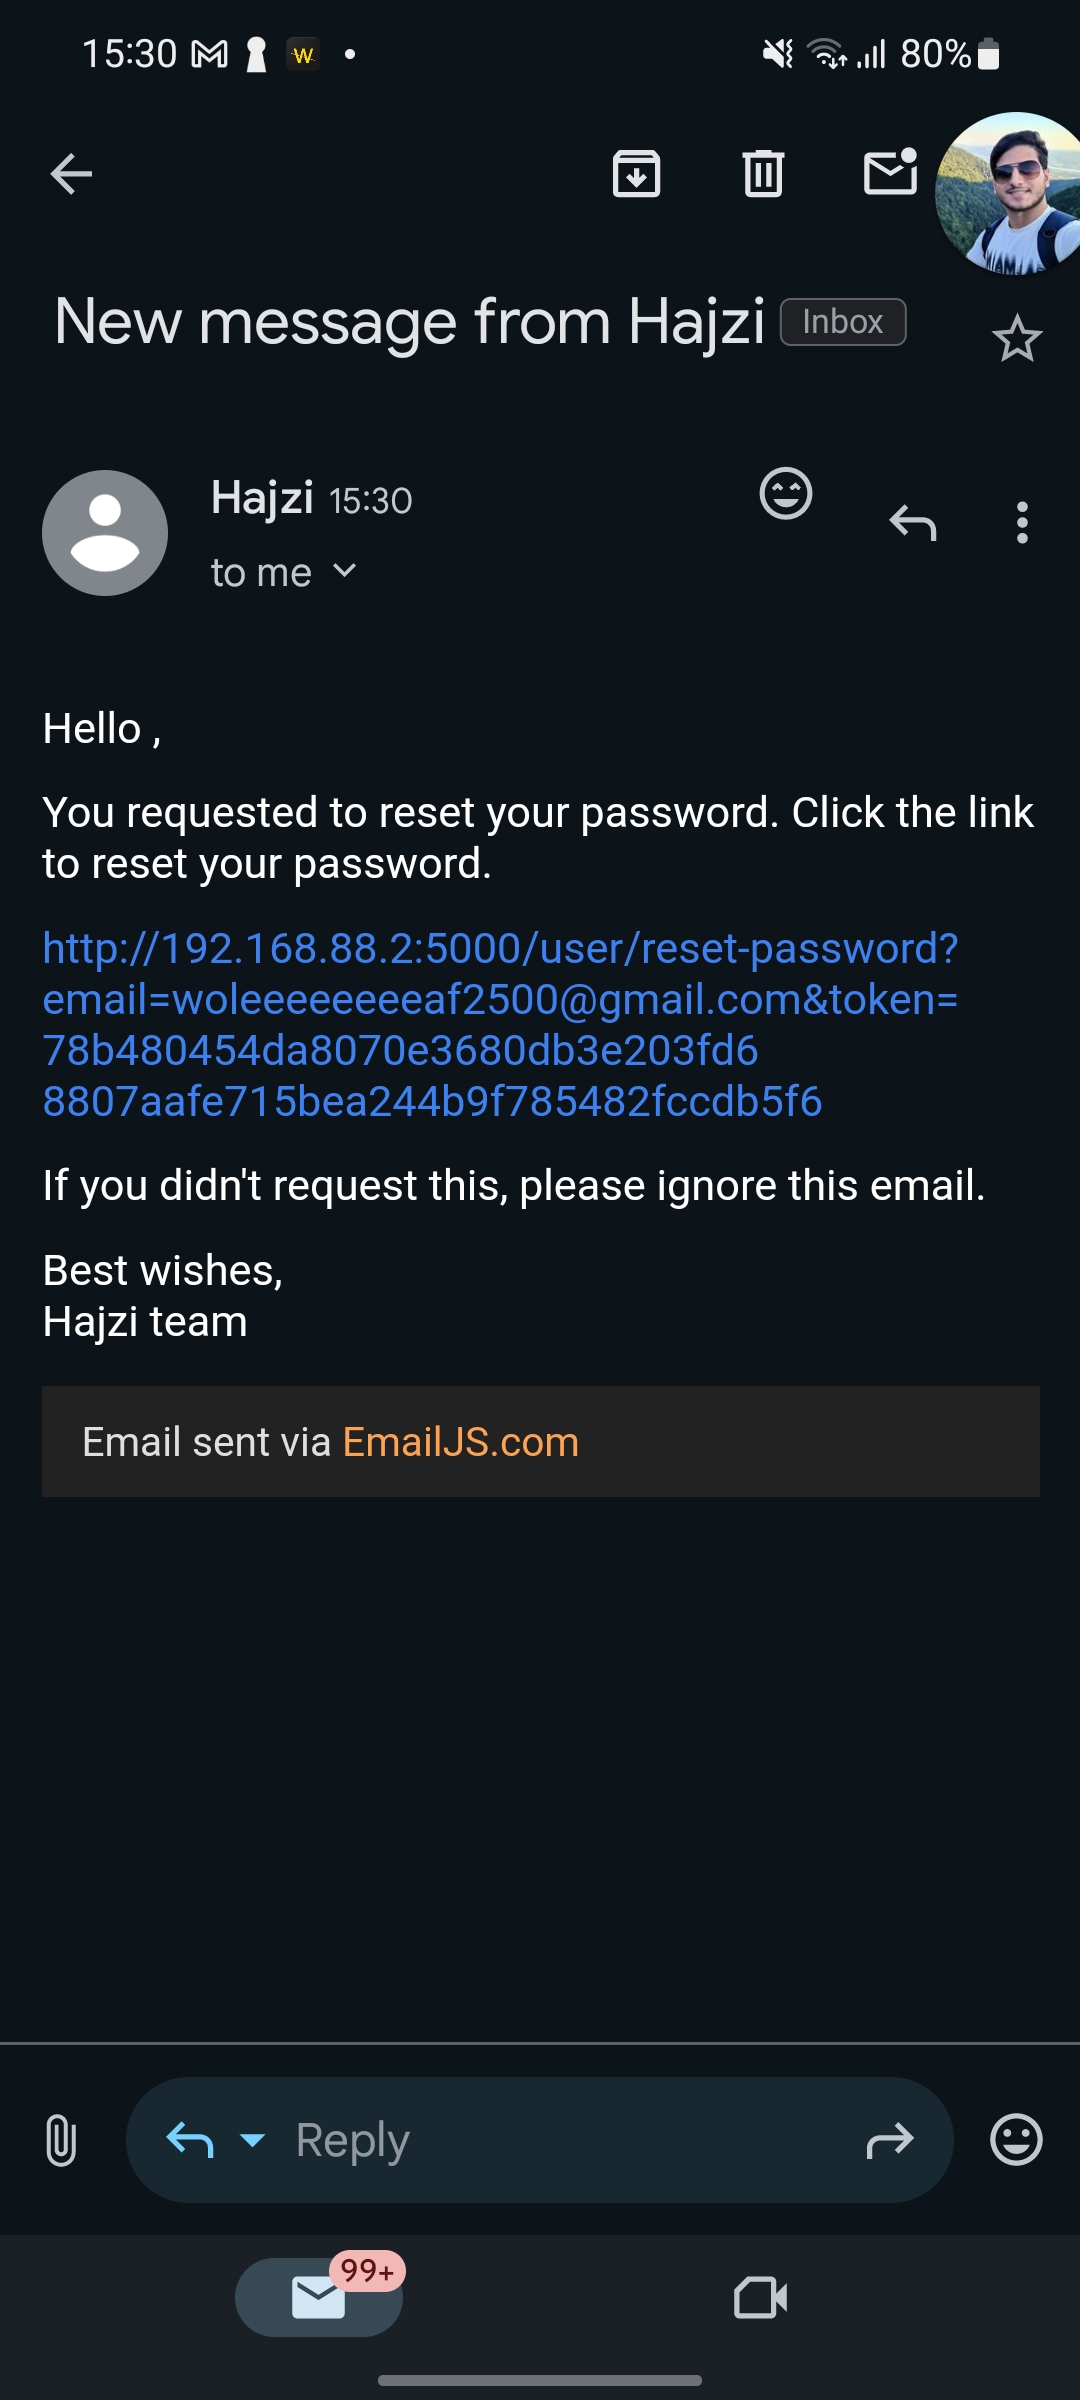 15:30
80%
New message from Hajzi Inbox
Hajzi 15:30
to me
Hello ,
You requested to reset your password. Click the link
to reset your password.
http://192.168.88.2:5000/user/reset-password?
email=woleeeeeeeeaf2500@gmail.com&token=
78b480454da8070e3680db3e203fd6
8807aafe715bea244b9f785482fccdb5f6
If you didn't request this, please ignore this email.
Best wishes,
Hajzi team
Email sent via EmailJS.com
Reply
99+